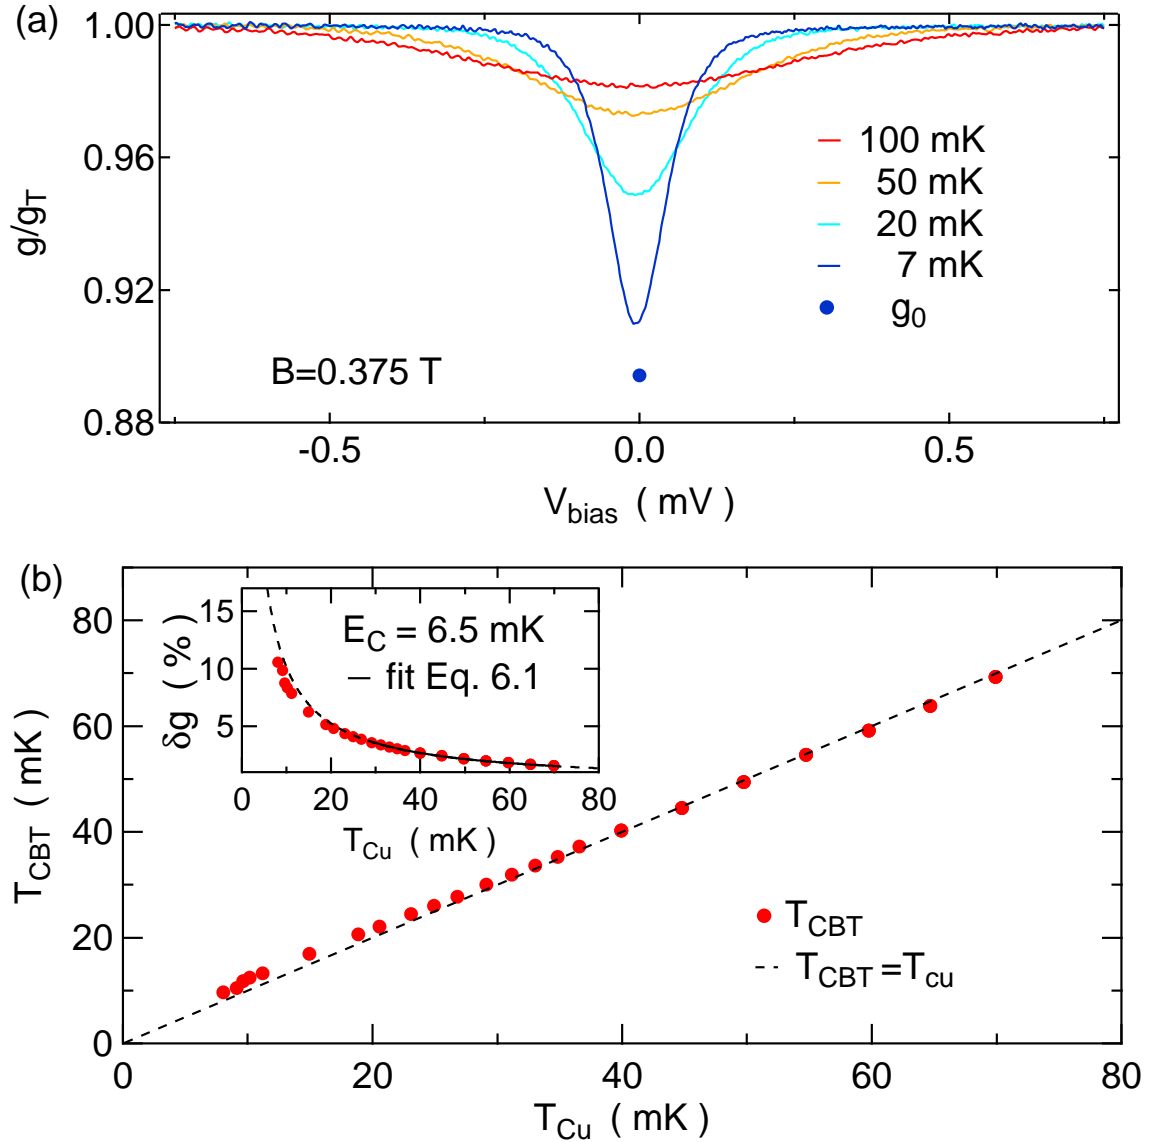 (a)
1.00
0.96
0.92
0.88
g/gT
100 mK
50 mK
20 mK
7 mK
g0
B=0.375 T
-0.5 0.0 0.5
Vbias ( mV )
(b)
80
60
40
20
0
TCBT ( mK )
15
10
5
δg ( % )
EC = 6.5 mK
fit Eq. 6.1
0 20 40 60 80
TCu ( mK )
TCBT
TCBT=Tcu
0 20 40 60 80
TCu ( mK )